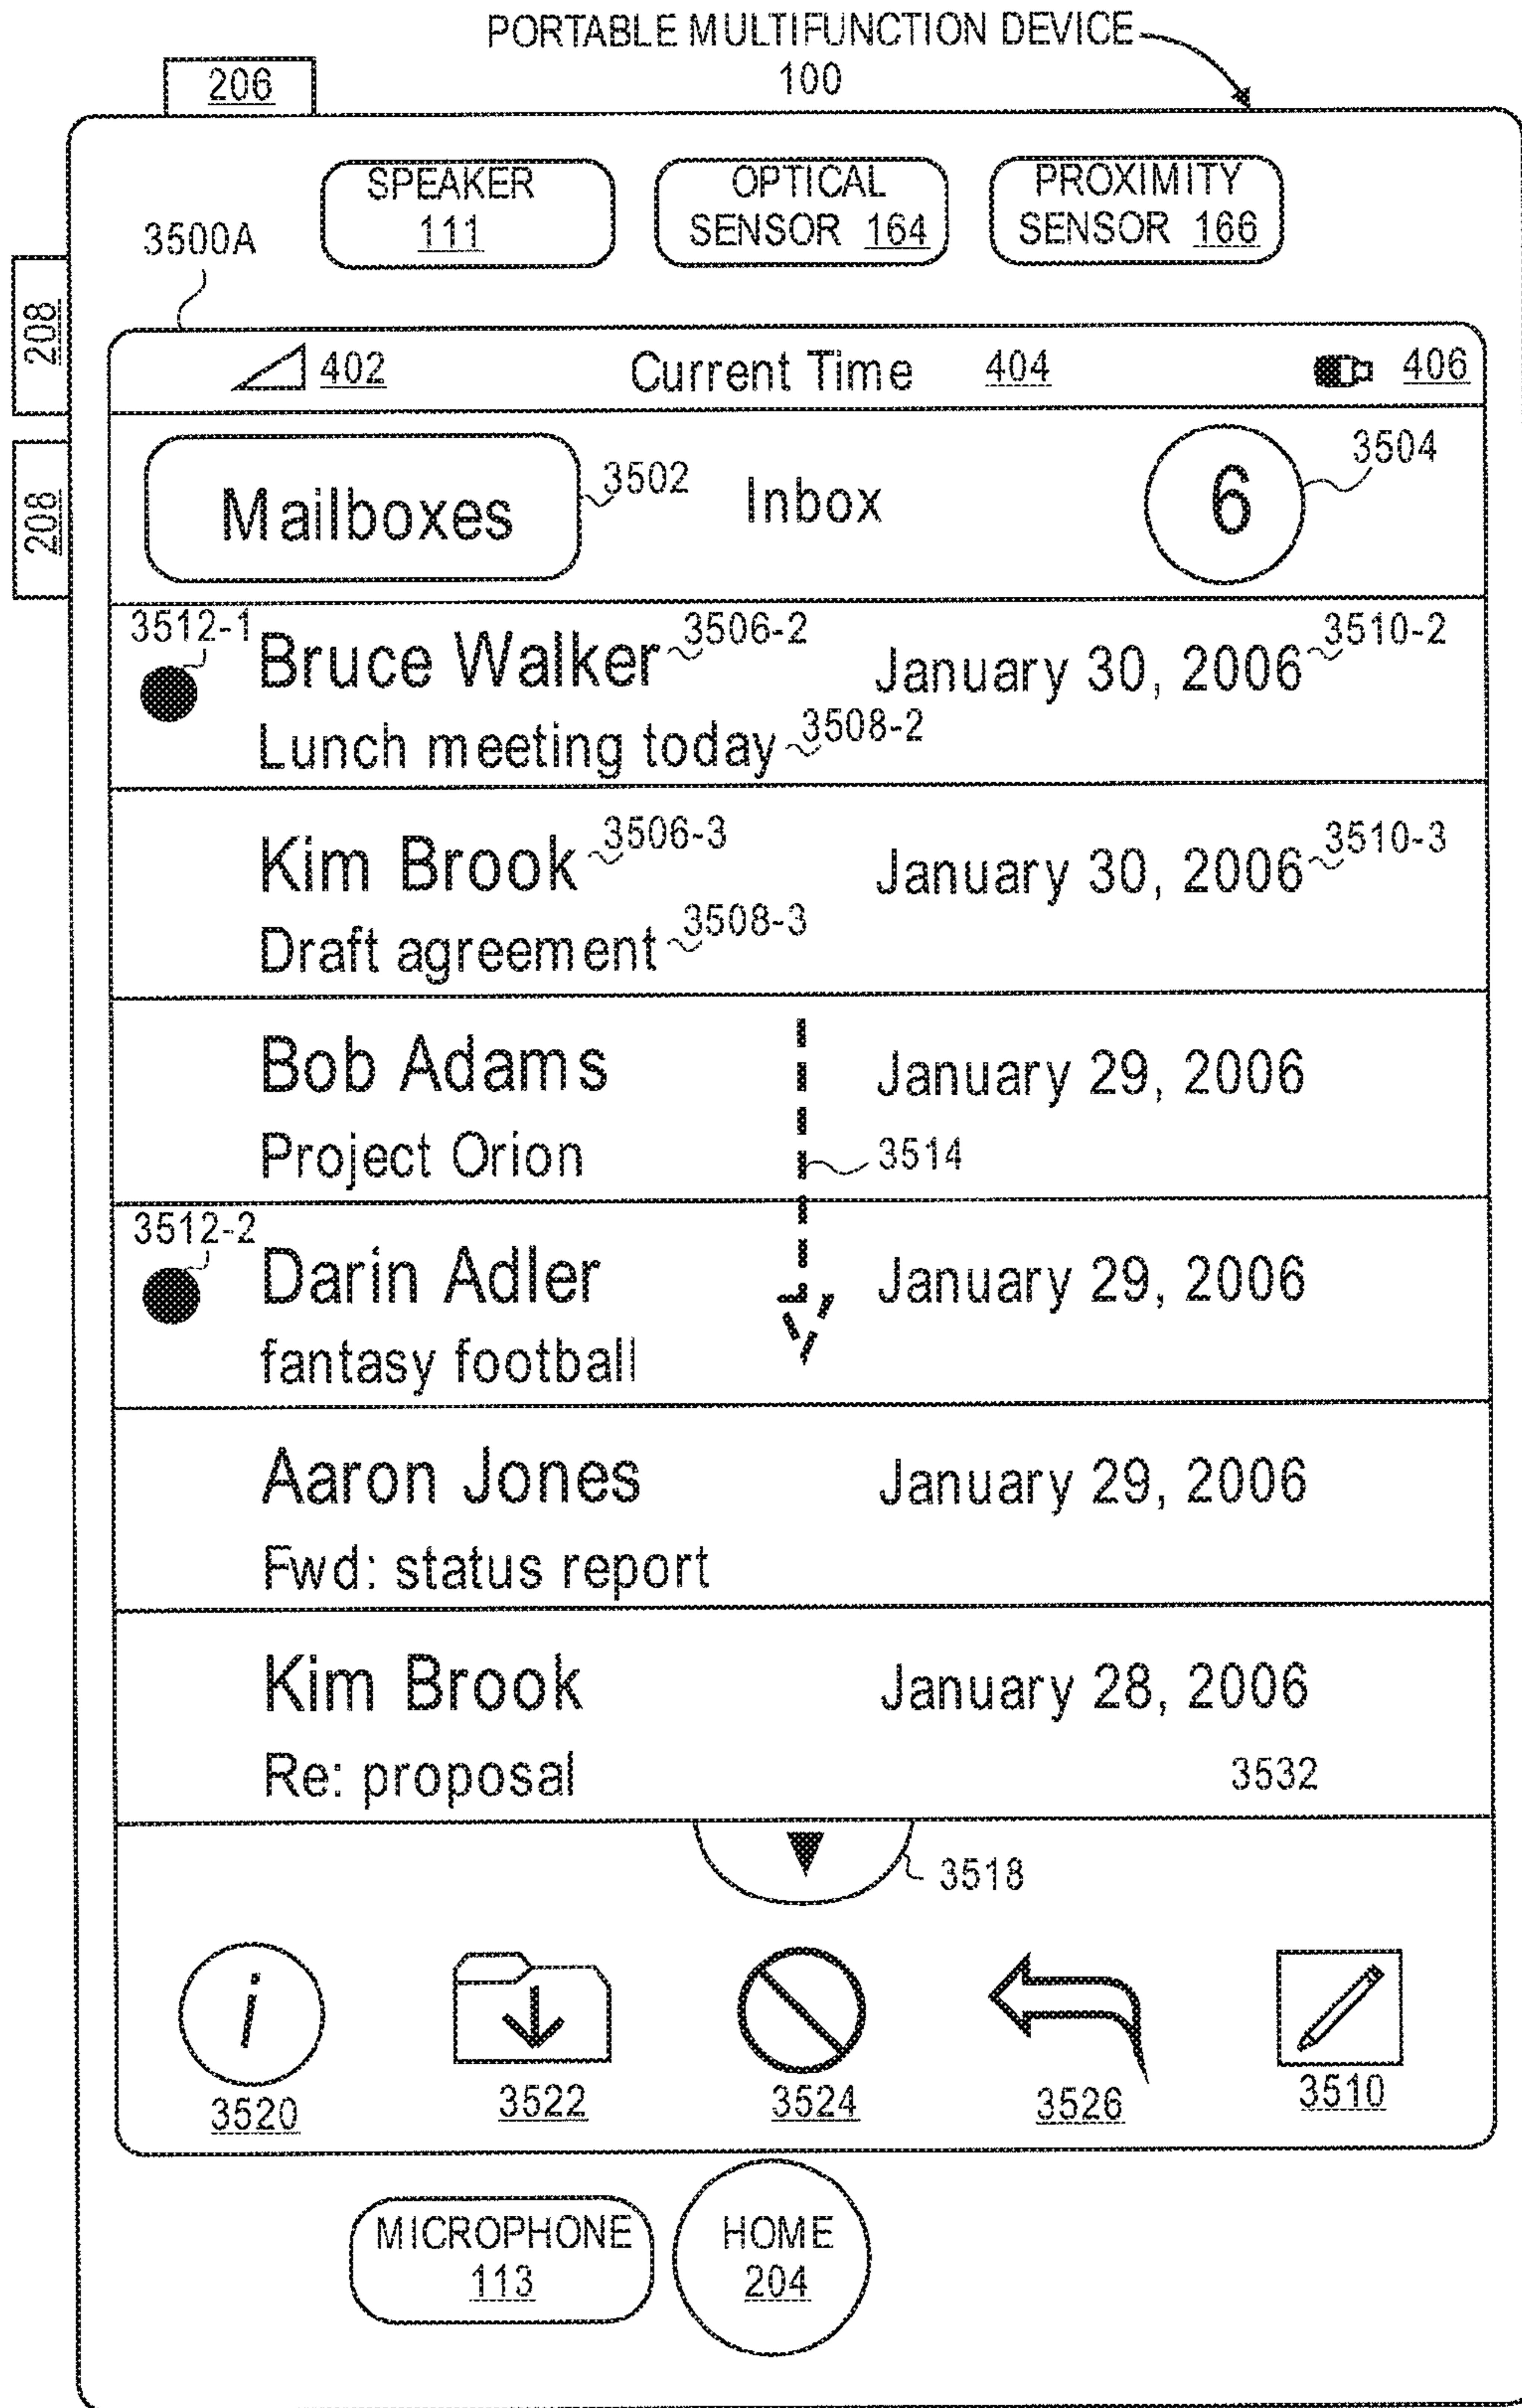 PORTABLE MULTIFUNCTION DEVICE
100
206
SPEAKER
111
OPTICAL
SENSOR 164
PROXIMITY
SENSOR 166
3500A
208
208
402 Current Time 404 406
Mailboxes 3502 Inbox 6 3504
3512-1 Bruce Walker 3506-2 January 30, 2006 3510-2
Lunch meeting today 3508-2
Kim Brook 3506-3 January 30, 2006 3510-3
Draft agreement 3508-3
Bob Adams January 29, 2006
Project Orion 3514
3512-2 Darin Adler January 29, 2006
fantasy football
Aaron Jones January 29, 2006
Fwd: status report
Kim Brook January 28, 2006
Re: proposal 3532
3518
i
3520 3522 3524 3526 3510
MICROPHONE
113
HOME
204